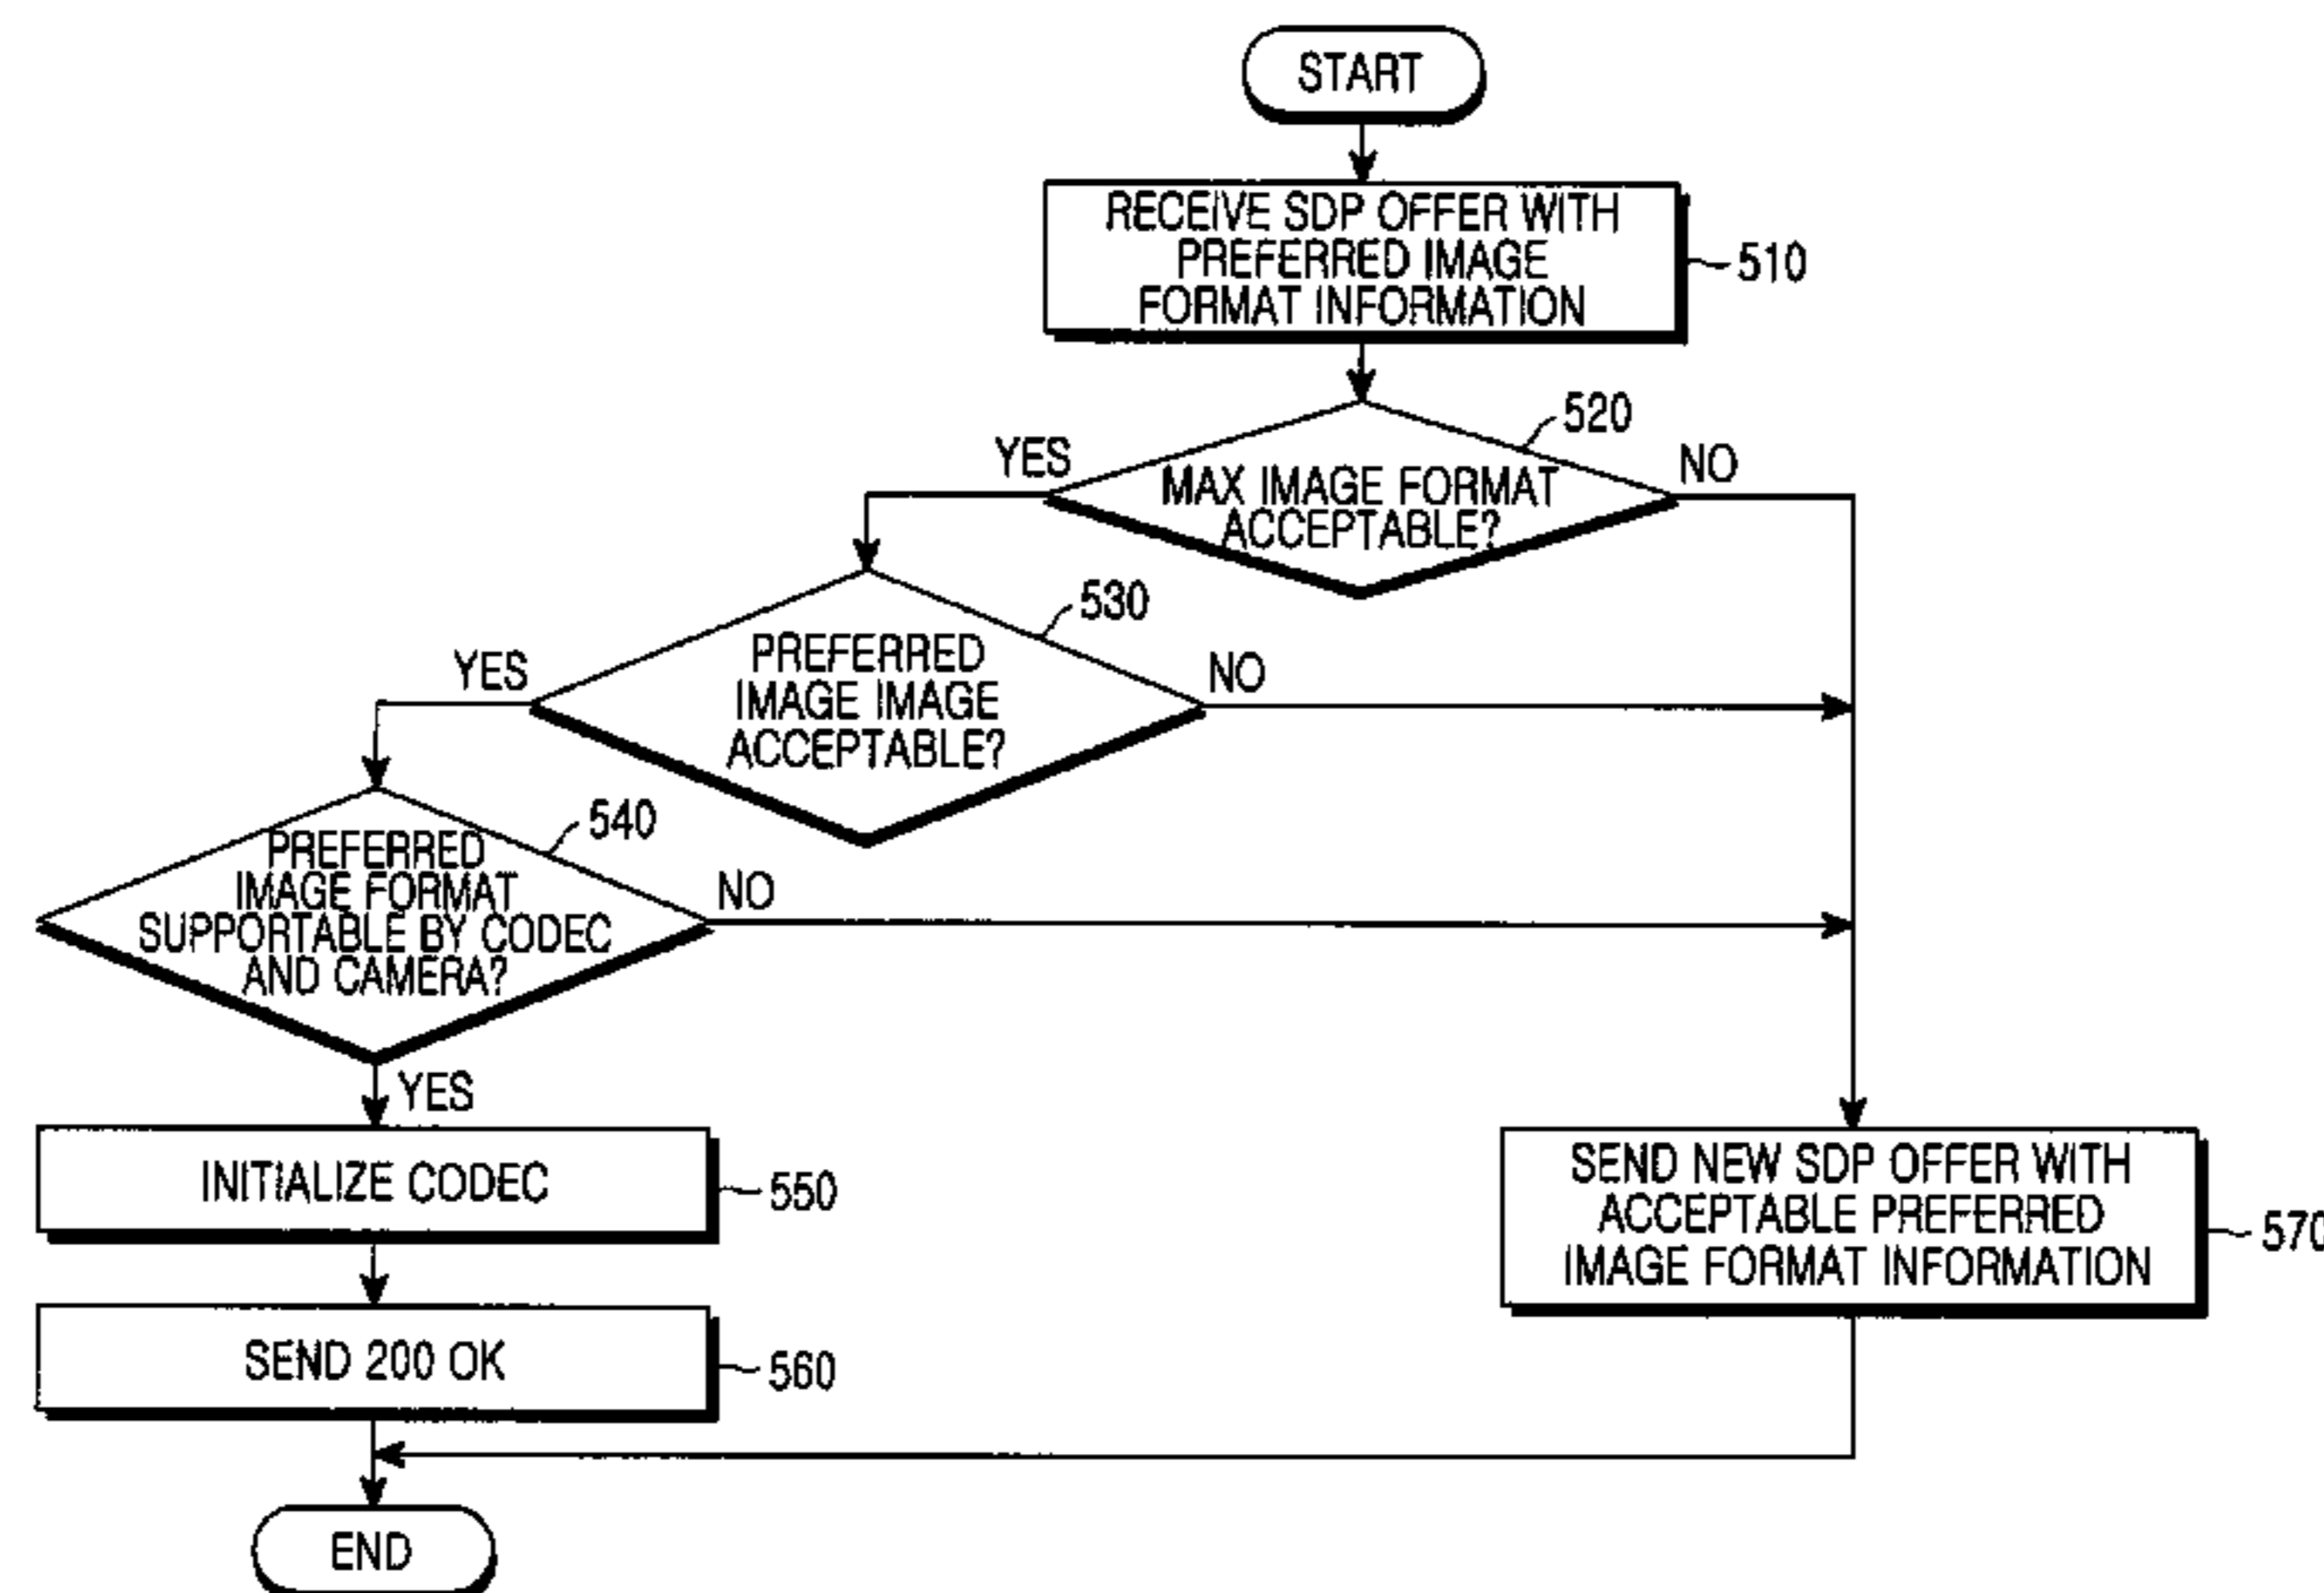 START
RECEIVE SDP OFFER WITH
PREFERRED IMAGE
FORMAT INFORMATION
510
520
YES
MAX IMAGE FORMAT
ACCEPTABLE?
NO
530
YES
PREFERRED
IMAGE IMAGE
ACCEPTABLE?
NO
540
PREFERRED
IMAGE FORMAT
SUPPORTABLE BY CODEC
AND CAMERA?
NO
YES
INITIALIZE CODEC
550
SEND NEW SDP OFFER WITH
ACCEPTABLE PREFERRED
IMAGE FORMAT INFORMATION
570
SEND 200 OK
560
END